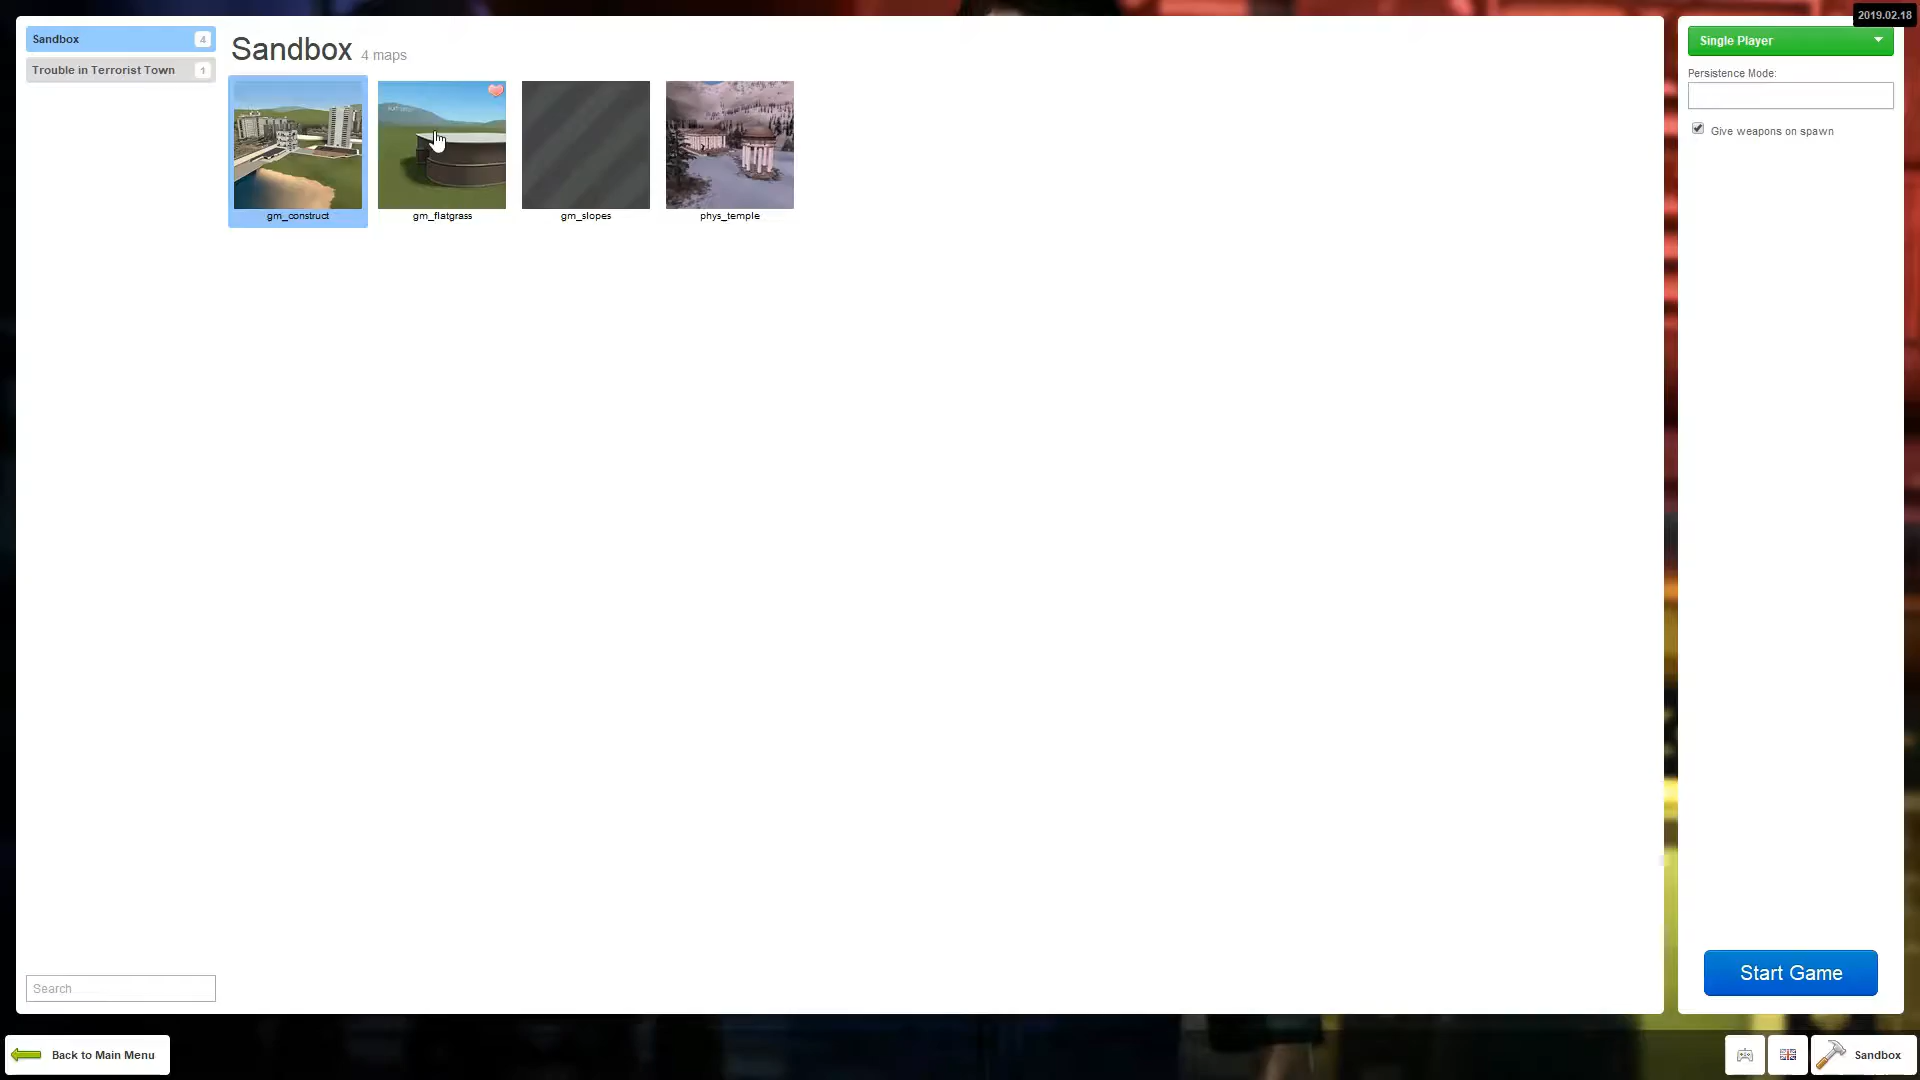 2019.02.18
Sandbox 4
Trouble in Terrorist Town 1
Sandbox 4 maps
gm_construct
gm_flatgrass
gm_slopes
phys_temple
Single Player
Persistence Mode:
Give weapons on spawn
Search
Start Game
Back to Main Menu
Sandbox